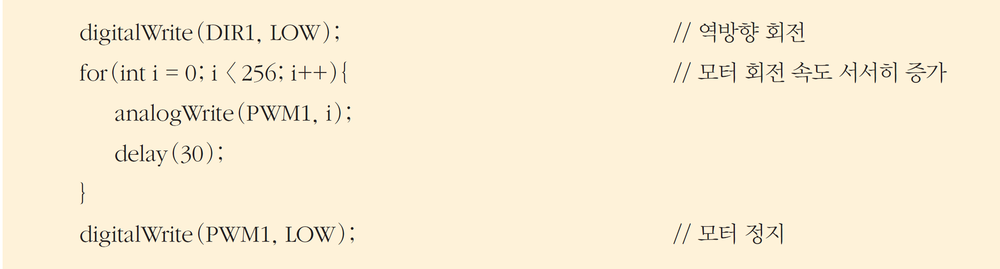 digitalWrite(DIR1, LOW); // 역방향 회전
for(int i = 0; i < 256; i++){ // 모터 회전 속도 서서히 증가
analogWrite(PWM1, i);
delay(30);
}
digitalWrite(PWM1, LOW); // 모터 정지